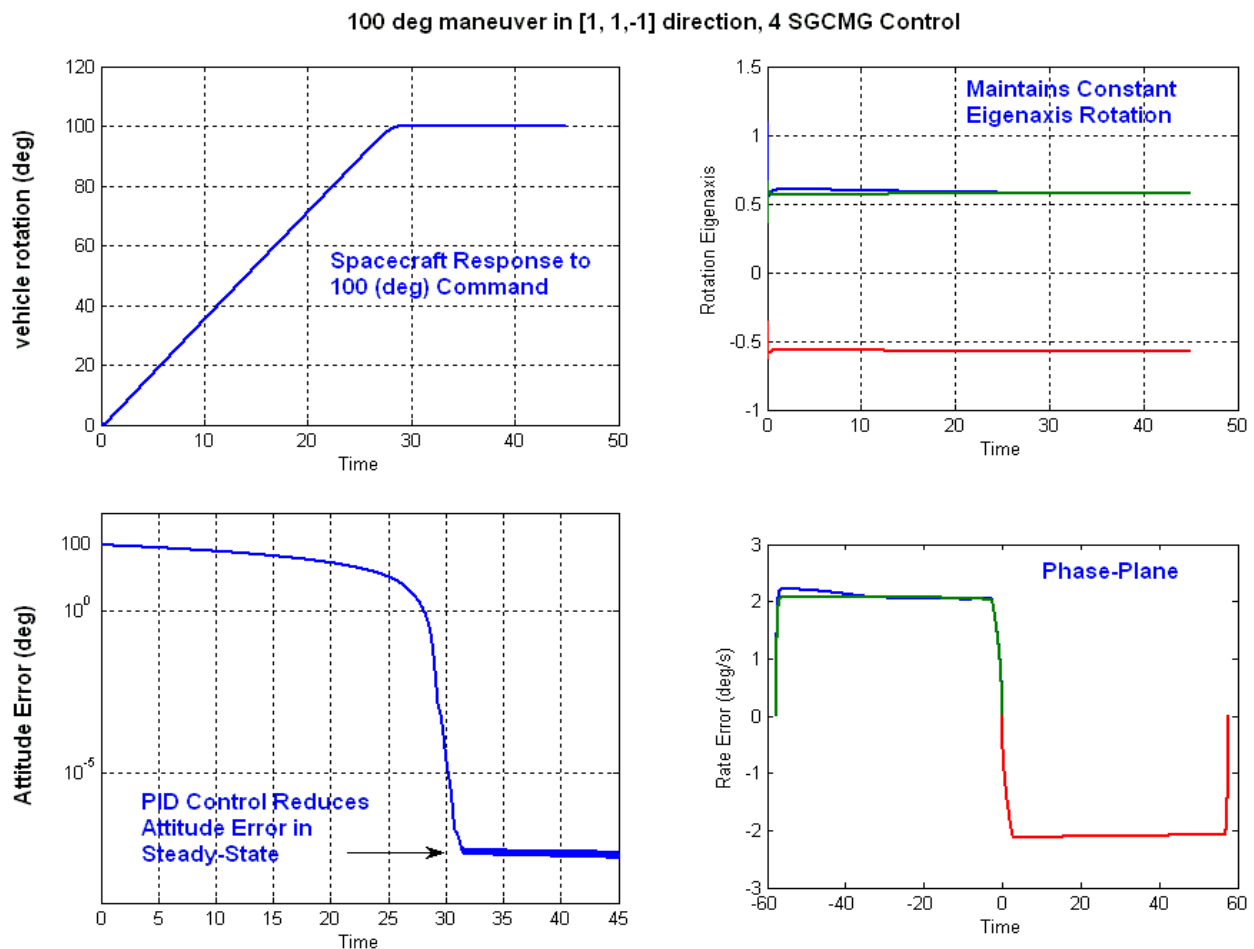 100 deg maneuver in [1, 1,-1] direction, 4 SGCMG Control
120
100
80
60
40
20
0
vehicle rotation (deg)
Spacecraft Response to
100 (deg) Command
0 10 20 30 40 50
Time
1.5
1
0.5
0
-0.5
-1
Rotation Eigenaxis
Maintains Constant
Eigenaxis Rotation
0 10 20 30 40 50
Time
100
10^0
10^-5
Attitude Error (deg)
PID Control Reduces
Attitude Error in
Steady-State
0 5 10 15 20 25 30 35 40 45
Time
3
2
1
0
-1
-2
-3
Rate Error (deg/s)
Phase-Plane
-60 -40 -20 0 20 40 60
Time